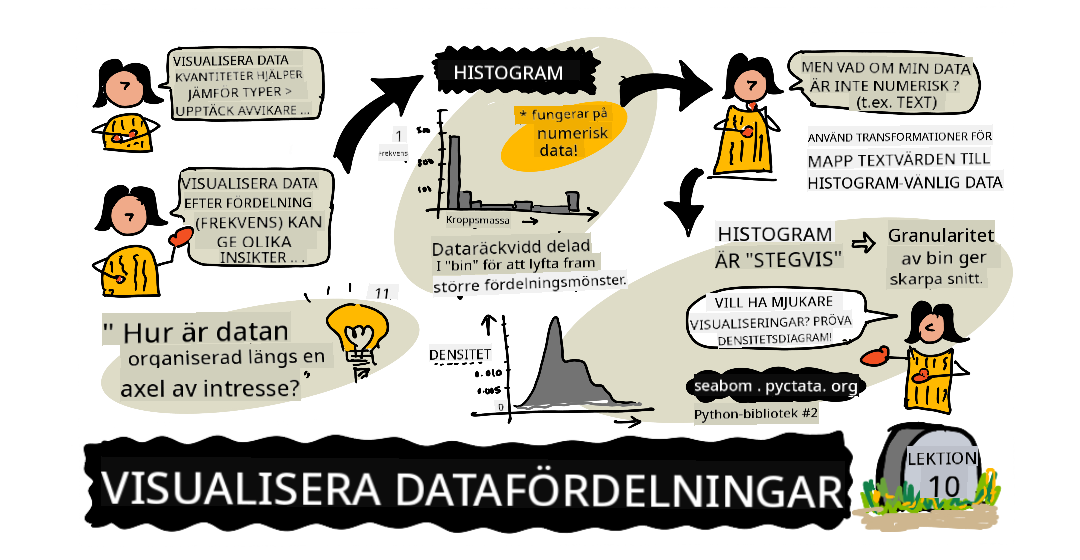 VISUALISERA DATA
KVANTITETER HJÄLPER
JÄMFÖR TYPER >
UPPTÄCK AVVIKARE ...
VISUALISERA DATA
EFTER FÖRDELNING
(FREKVENS) KAN
GE OLIKA
INSIKTER ...
" Hur är datan
organiserad längs en
axel av intresse? "
11
HISTOGRAM
* fungerar på
numerisk
data!
1
Frekvens
Kroppsmassa
Dataräckvidd delad
I "bin" för att lyfta fram
större fördelningsmönster.
DENSITET
0.010
0.005
0
MEN VAD OM MIN DATA
ÄR INTE NUMERISK ?
(t.ex. TEXT)
ANVÄND TRANSFORMATIONER FÖR
MAPP TEXTVÄRDEN TILL
HISTOGRAM-VÄNLIG DATA
HISTOGRAM
ÄR "STEGVIS"
Granularitet
av bin ger
skarpa snitt.
VILL HA MJUKARE
VISUALISERINGAR? PRÖVA
DENSITETSDIAGRAM!
seabom . pyctata. org
Python-bibliotek #2
VISUALISERA DATAFÖRDELNINGAR
LEKTION
10